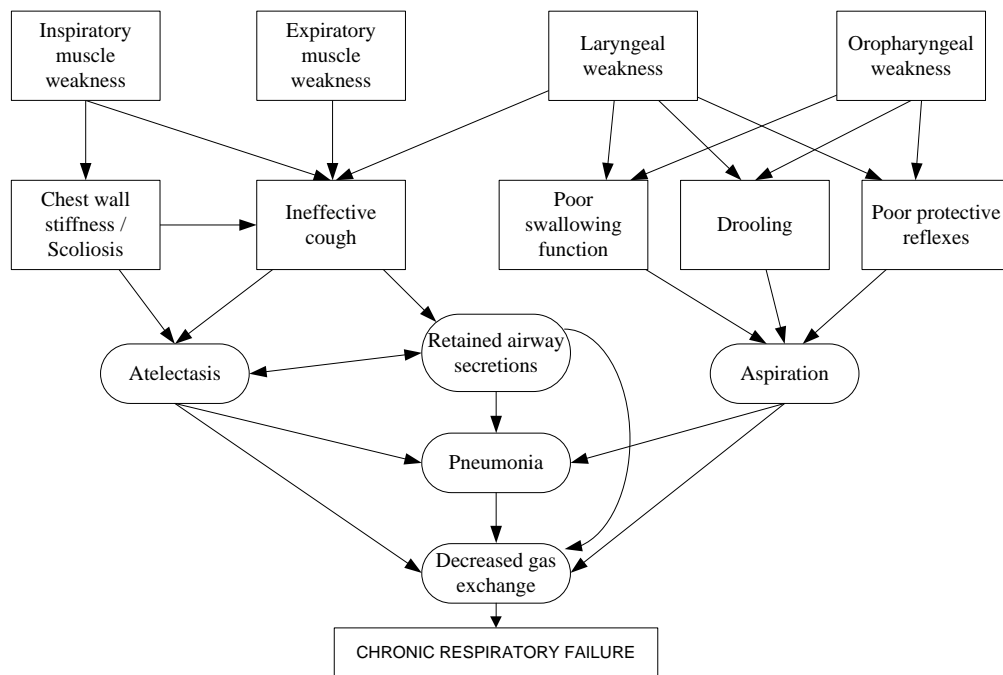 Inspiratory
muscle
weakness
Expiratory
muscle
weakness
Laryngeal
weakness
Oropharyngeal
weakness
Chest wall
stiffness /
Scoliosis
Ineffective
cough
Poor
swallowing
function
Drooling
Poor protective
reflexes
Retained airway
secretions
Atelectasis
Aspiration
Pneumonia
Decreased gas
exchange
CHRONIC RESPIRATORY FAILURE